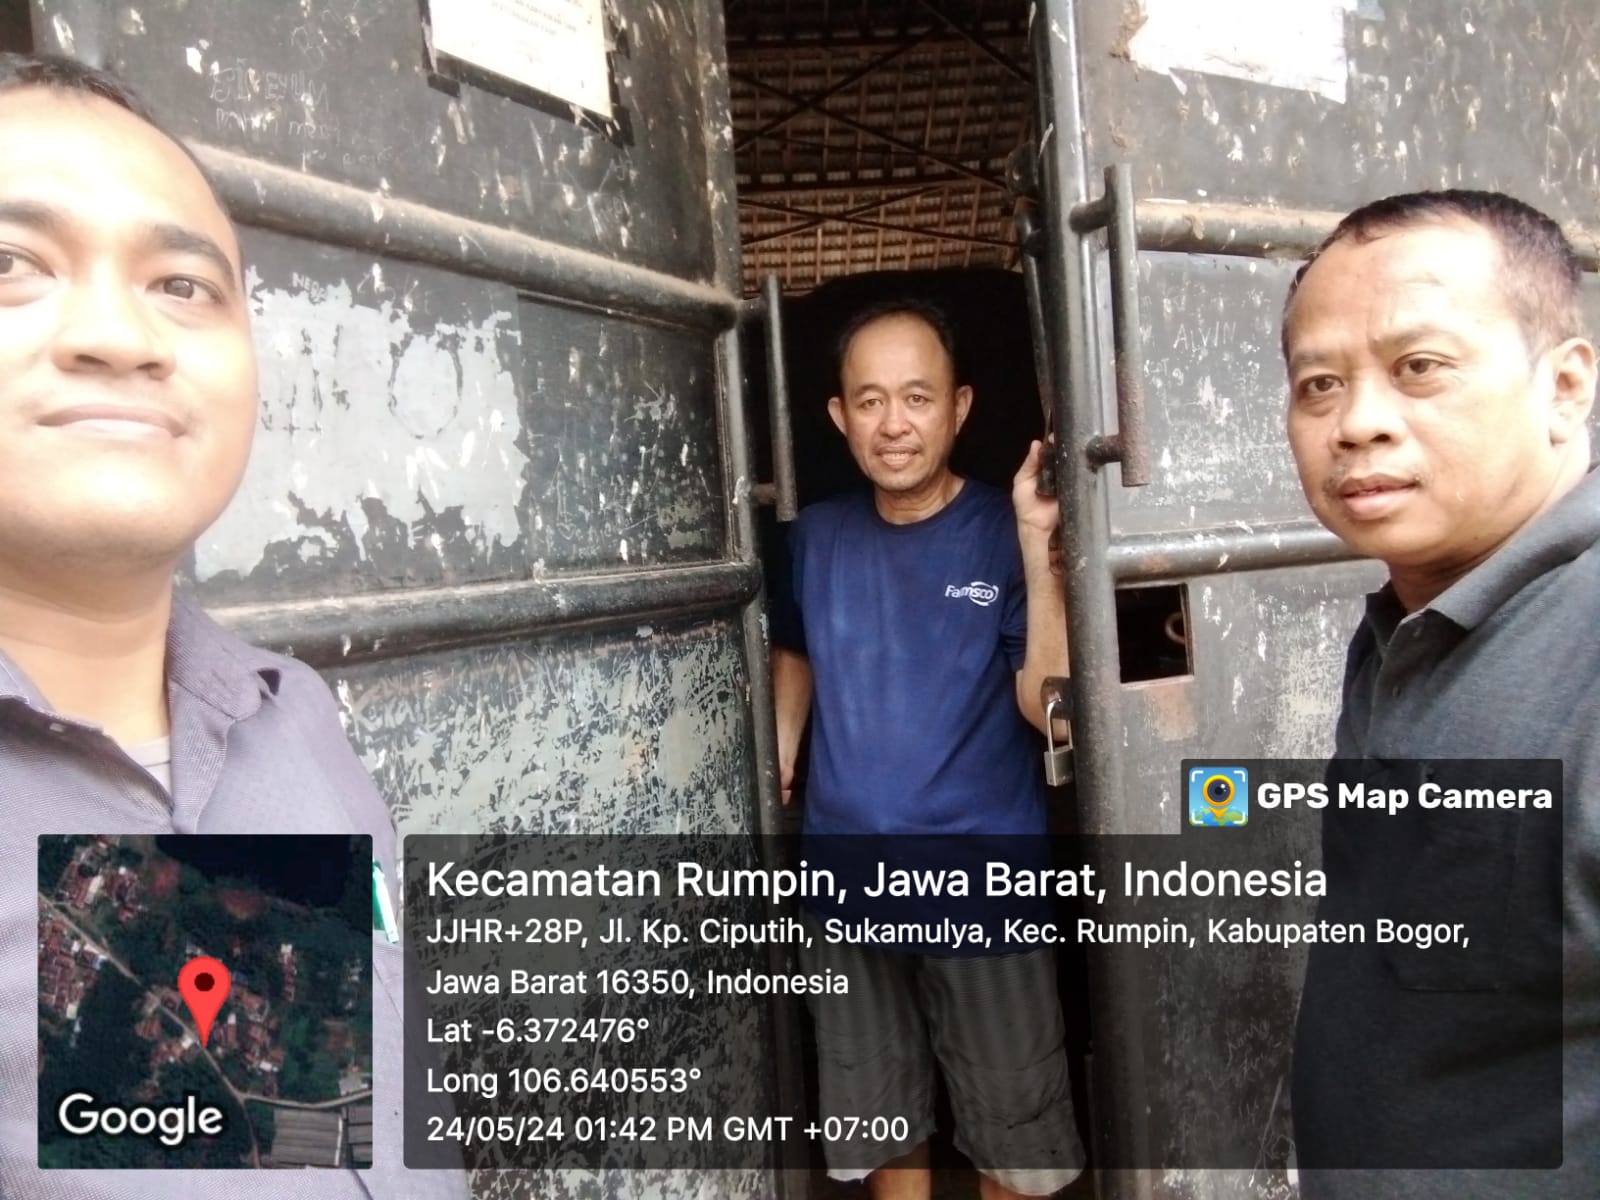 NEGRI
ALVIN
Farmsco
GPS Map Camera
Kecamatan Rumpin, Jawa Barat, Indonesia
JJHR+28P, Jl. Kp. Ciputih, Sukamulya, Kec. Rumpin, Kabupaten Bogor,
Jawa Barat 16350, Indonesia
Lat -6.372476°
Long 106.640553°
24/05/24 01:42 PM GMT +07:00
Google